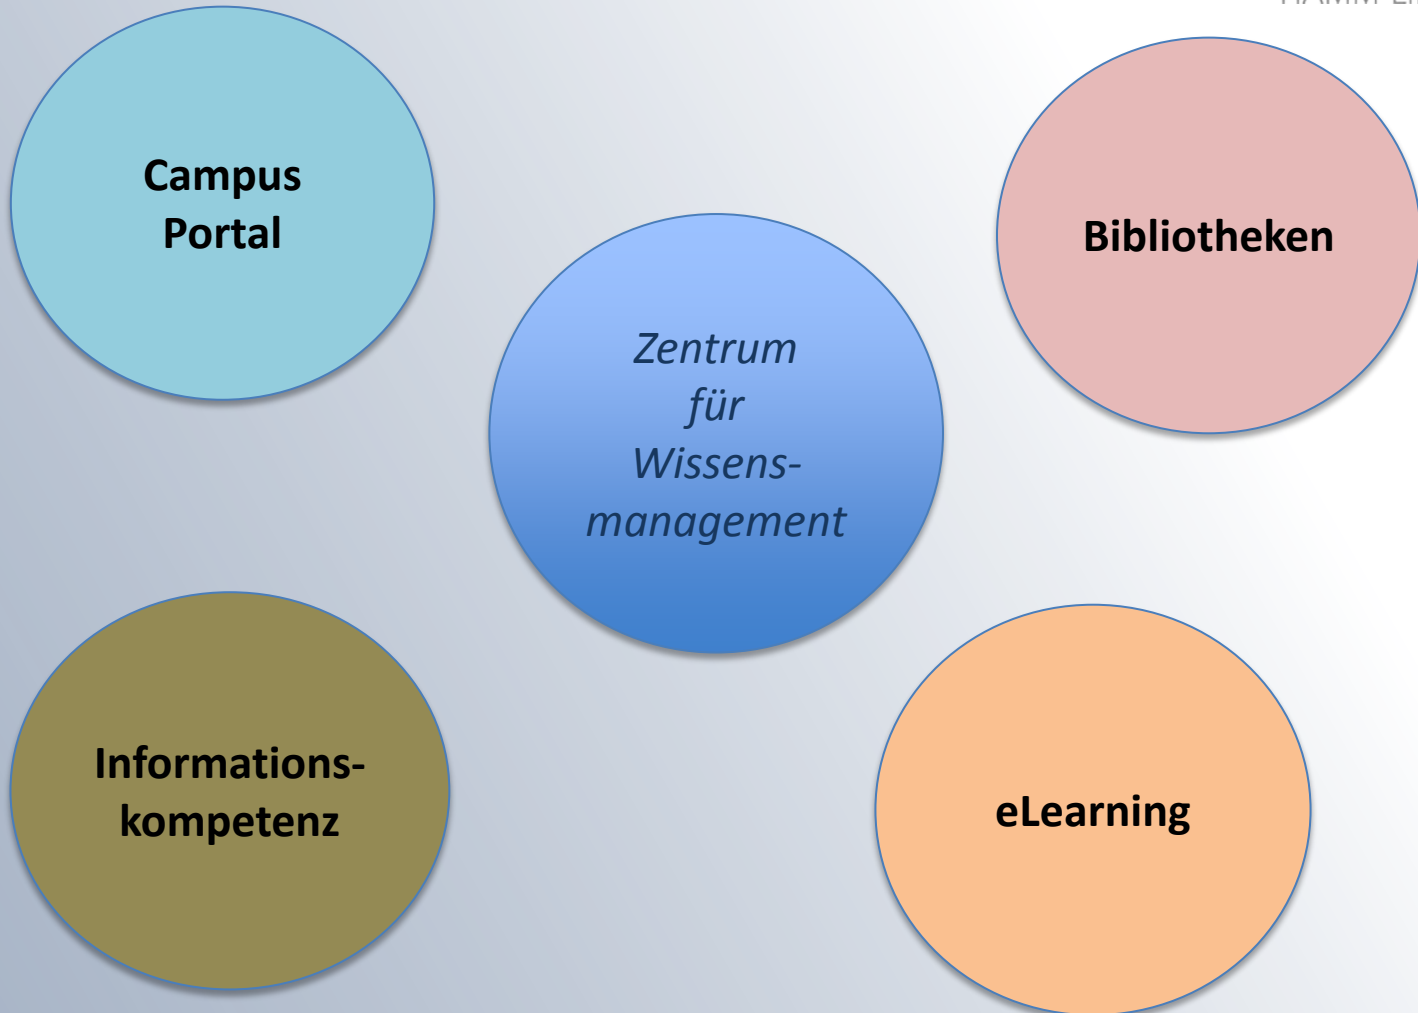 Campus
Portal
Bibliotheken
Zentrum
für
Wissens-
management
Informations-
kompetenz
eLearning